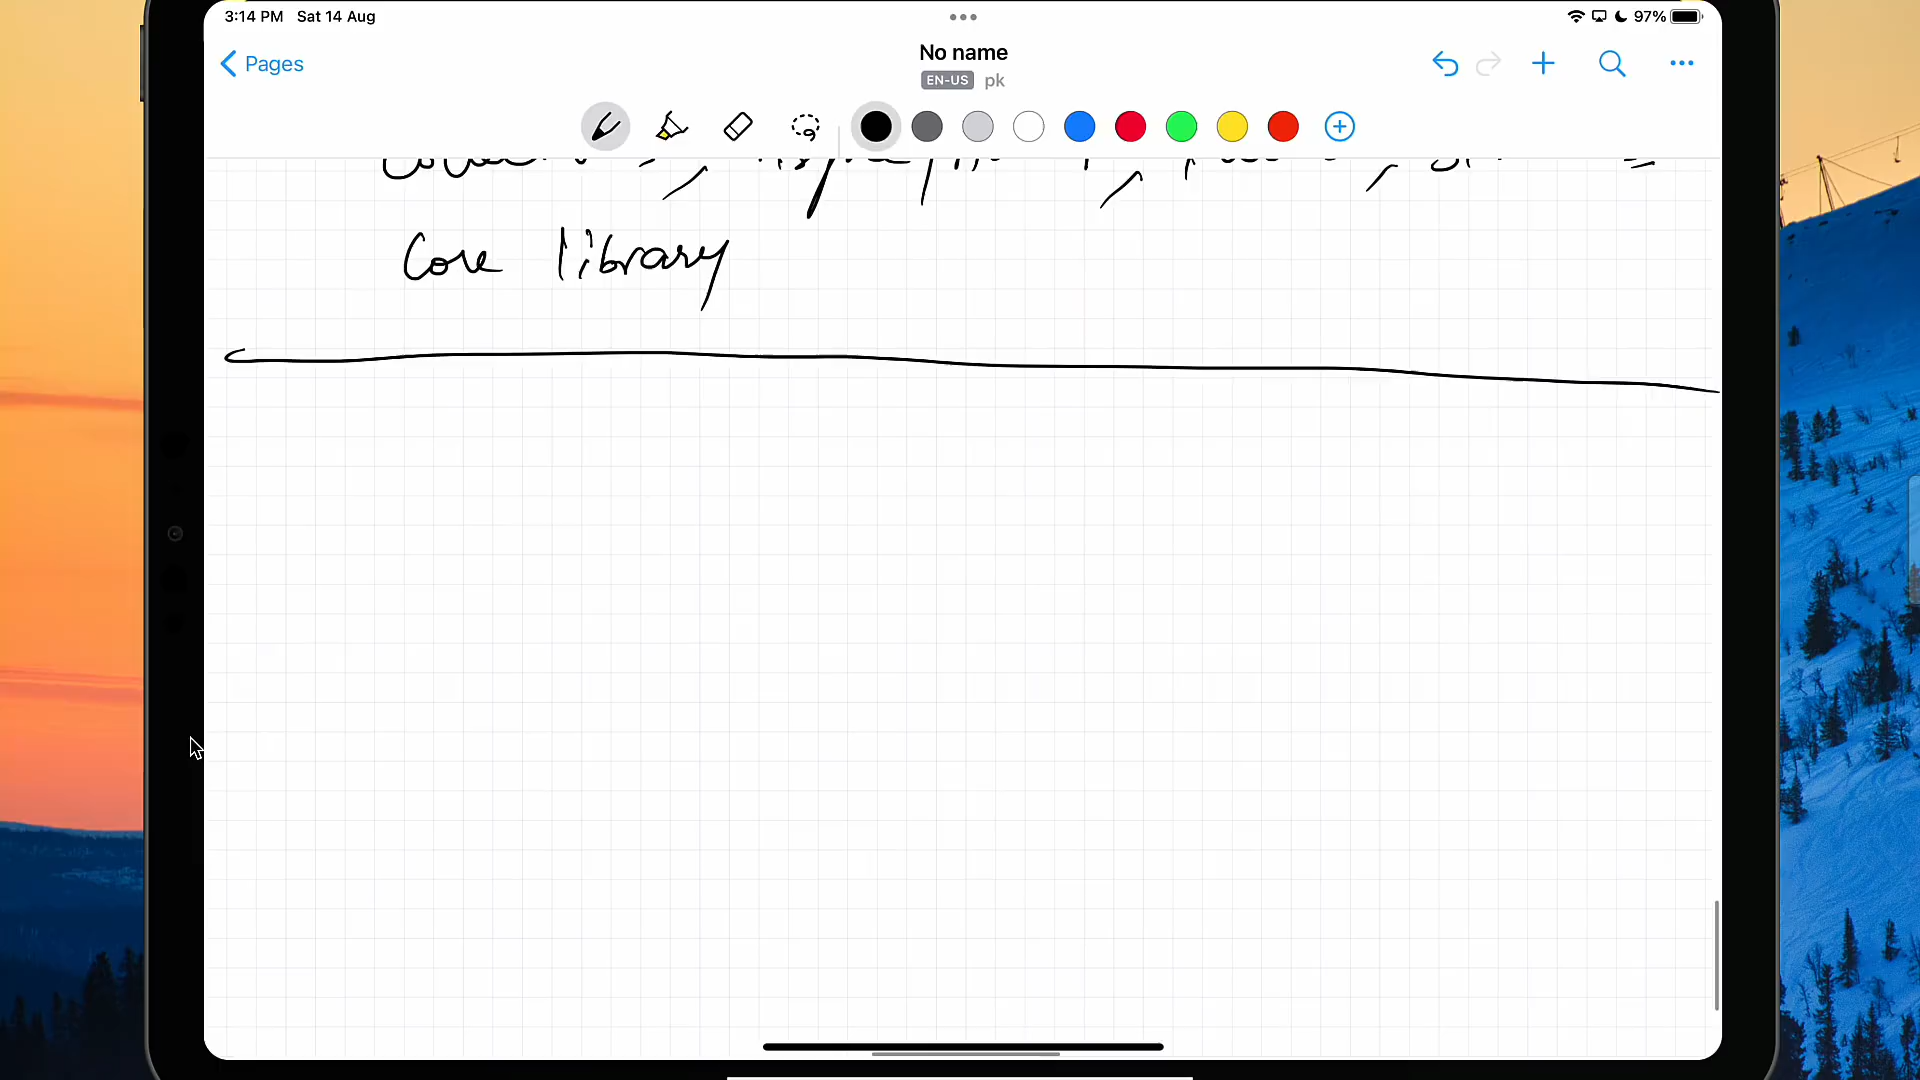 3:14 PM Sat 14 Aug
97%
Pages
No name
EN-US pk
Core library